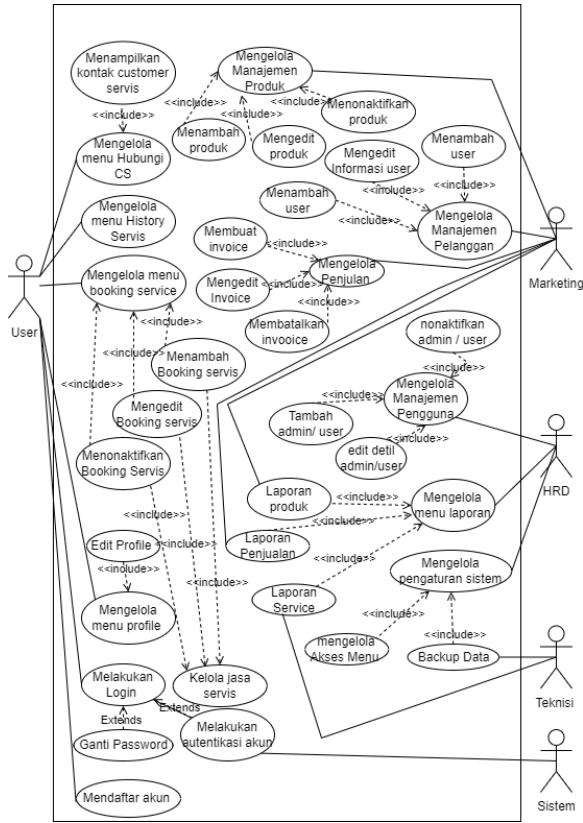 Menampilkan
kontak customer
servis
<<include>>
Mengelola
menu Hubungi
CS
Mengelola
Manajemen
Produk
<<include>>
<<include>>
<<include>>
Menambah
produk
Mengedit
produk
Menonaktifkan
produk
Mengedit
Informasi user
Menambah
user
<<include>>
<<include>>
Menambah
user
<<include>>
Mengelola
Manajemen
Pelanggan
Marketing
Mengelola
menu History
Servis
Membuat
invoice
<<include>>
Mengelola
Penjulan
Mengedit
Invoice
<<include>>
<<include>>
Membatalkan
invooice
User
Mengelola menu
booking service
<<include>>
<<include>>
<<include>>
Menambah
Booking servis
Mengedit
Booking servis
Menonaktifkan
Booking Servis
<<include>>
<<include>>
<<include>>
nonaktifkan
admin / user
<<include>>
Mengelola
Manajemen
Pengguna
<<include>>
Tambah
admin/ user
<<include>>
edit detil
admin/user
HRD
Laporan
produk
<<include>>
Mengelola
menu laporan
Laporan
Penjualan
<<include>>
Laporan
Service
<<include>>
Mengelola
pengaturan sistem
<<include>>
<<include>>
mengelola
Akses Menu
Backup Data
Teknisi
Edit Profile
<<include>>
Mengelola
menu profile
Melakukan
Login
Kelola jasa
servis
Extends
Extends
Ganti Password
Melakukan
autentikasi akun
Sistem
Mendaftar akun